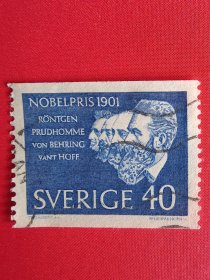 NOBELPRIS 1901
RÖNTGEN
PRUDHOMME
VON BEHRING
VANT HOFF
SVERIGE 40